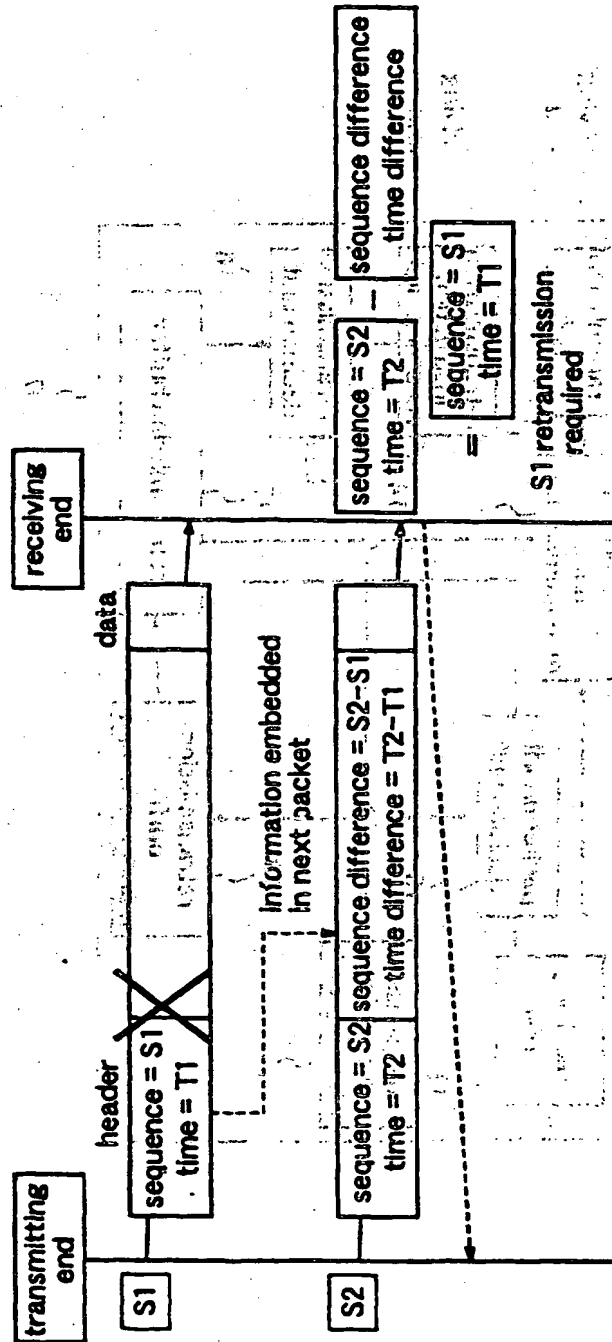 transmitting
end
receiving
end
header
data
S1
sequence = S1
time = T1
Information embedded
in next packet
S2
sequence = S2
time = T2
sequence difference = S2-S1
time difference = T2-T1
sequence = S2
time = T2
−
sequence difference
time difference
=
sequence = S1
time = T1
S1 retransmission
required